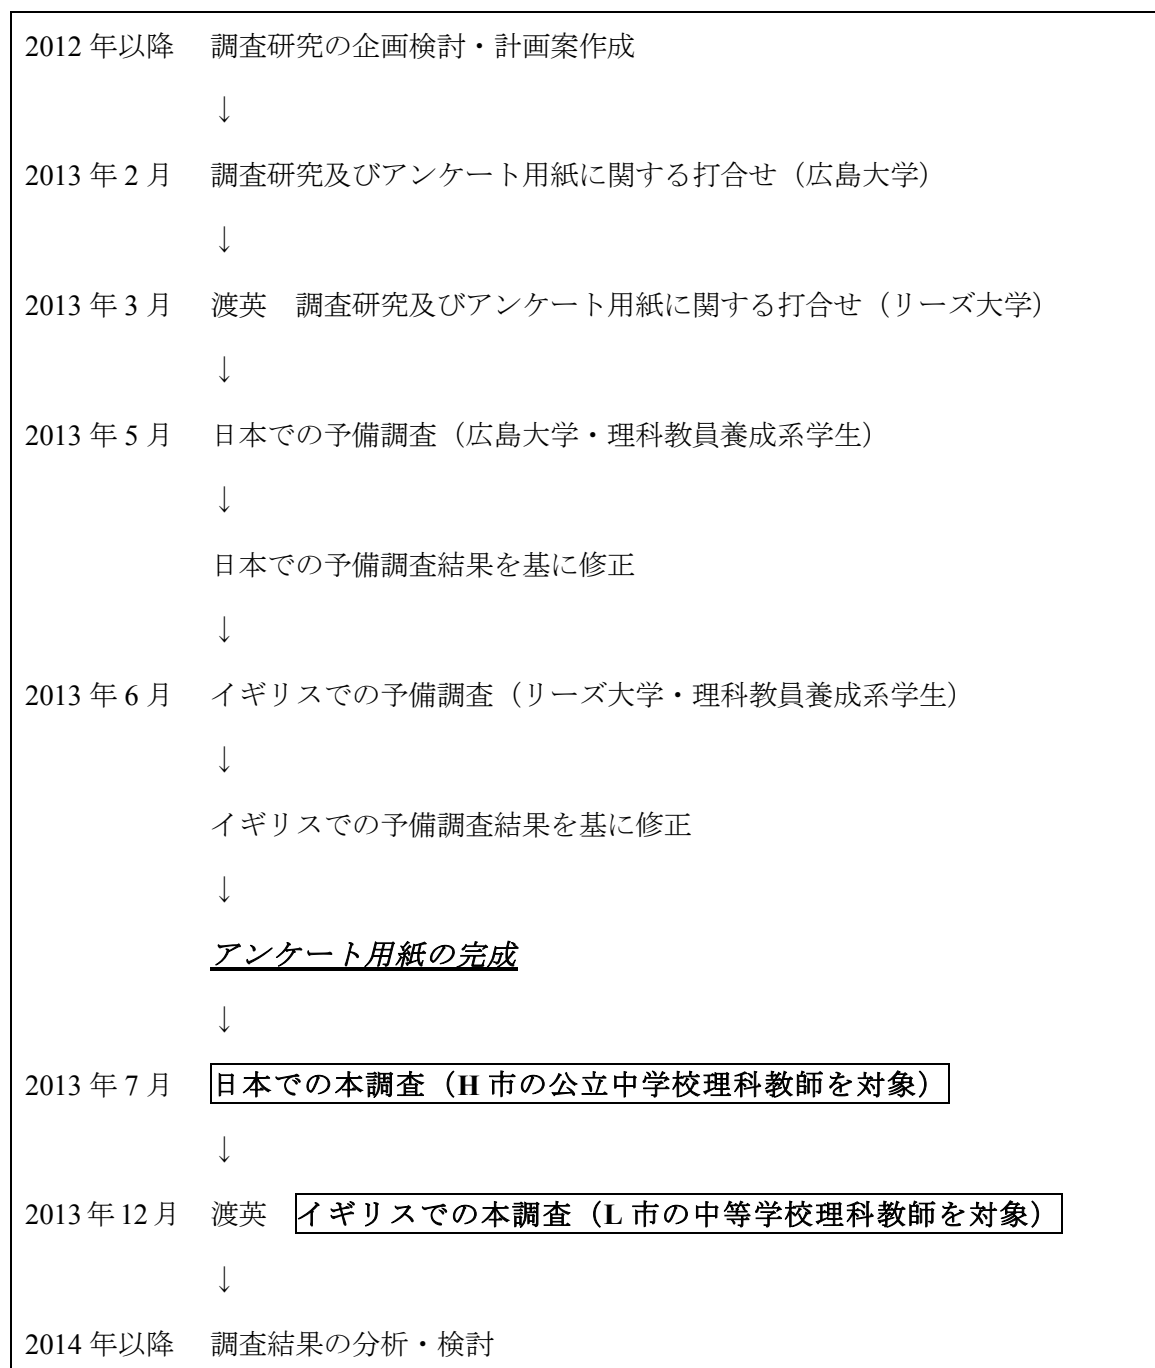 2012 年以降 調査研究の企画検討・計画案作成
↓
2013 年 2 月 調査研究及びアンケート用紙に関する打合せ（広島大学）
↓
2013 年 3 月 渡英 調査研究及びアンケート用紙に関する打合せ（リーズ大学）
↓
2013 年 5 月 日本での予備調査（広島大学・理科教員養成系学生）
↓
日本での予備調査結果を基に修正
↓
2013 年 6 月 イギリスでの予備調査（リーズ大学・理科教員養成系学生）
↓
イギリスでの予備調査結果を基に修正
↓
アンケート用紙の完成
↓
2013 年 7 月 日本での本調査（H 市の公立中学校理科教師を対象）
↓
2013 年 12 月 渡英 イギリスでの本調査（L 市の中等学校理科教師を対象）
↓
2014 年以降 調査結果の分析・検討